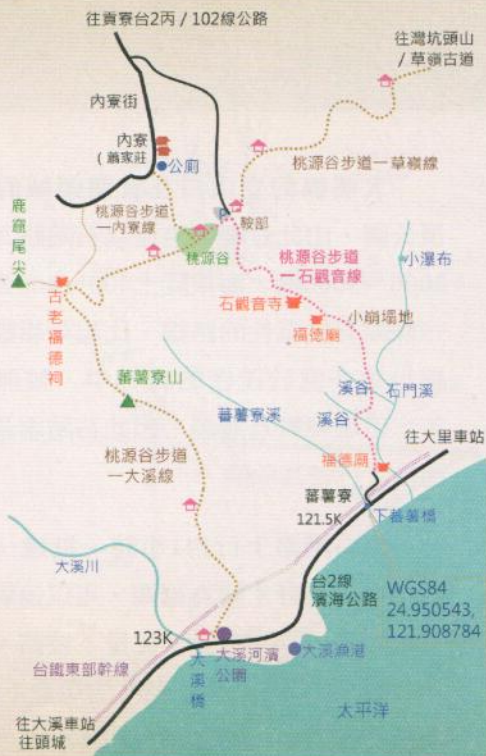 往貢寮台2丙 / 102線公路
往灣坑頭山
/ 草嶺古道
內寮街
內寮
(蕭家莊
公廁
桃源谷步道一草嶺線
鹿
窟
尾
尖
桃源谷步道
一內寮線
P
鞍部
桃源谷
桃源谷步道
一石觀音線
小瀑布
古
老
福
德
祠
石觀音寺
福德廟
小崩塌地
蕃薯寮山
溪谷
石門溪
蕃薯寮溪
溪谷
往大里車站
桃源谷步道
一大溪線
福德廟
蕃薯寮
121.5K
下蕃薯橋
大溪川
台2線
濱海公路
WGS84
24.950543,
121.908784
123K
大溪河濱
公園
大溪漁港
台鐵東部幹線
大
溪
橋
太平洋
往大溪車站
往頭城